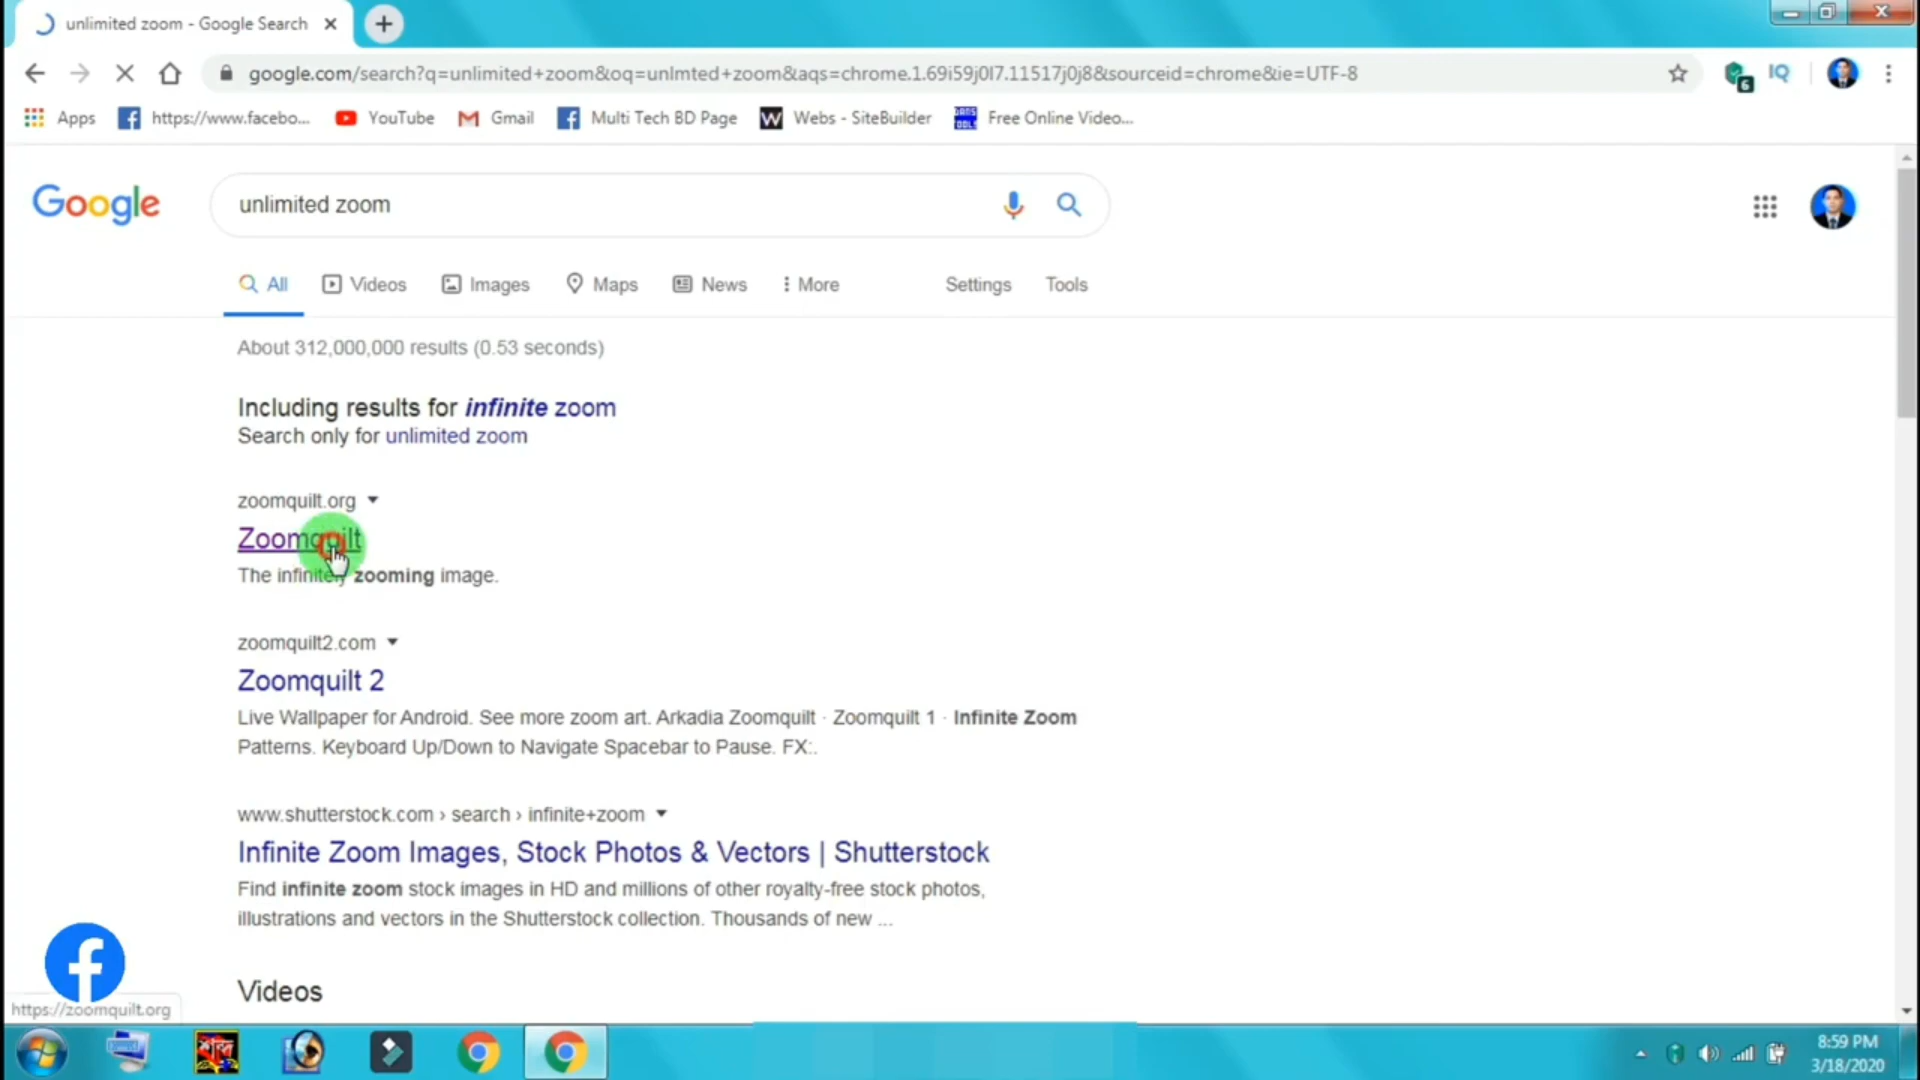 unlimited zoom - Google Search
google.com/search?q=unlimited+zoom&oq=unlmted+zoom&aqs=chrome.1.69i59j0l7.11517j0j8&sourceid=chrome&ie=UTF-8
6
IQ
Apps https://www.facebo... YouTube Gmail Multi Tech BD Page Webs - SiteBuilder Free Online Video...
Google
unlimited zoom
All Videos Images Maps News More Settings Tools
About 312,000,000 results (0.53 seconds)
Including results for infinite zoom
Search only for unlimited zoom
zoomquilt.org
Zoomquilt
The infinitely zooming image.
zoomquilt2.com
Zoomquilt 2
Live Wallpaper for Android. See more zoom art. Arkadia Zoomquilt · Zoomquilt 1 · Infinite Zoom
Patterns. Keyboard Up/Down to Navigate Spacebar to Pause. FX:.
www.shutterstock.com › search › infinite+zoom
Infinite Zoom Images, Stock Photos & Vectors | Shutterstock
Find infinite zoom stock images in HD and millions of other royalty-free stock photos,
illustrations and vectors in the Shutterstock collection. Thousands of new ...
Videos
https://zoomquilt.org
8:59 PM
3/18/2020